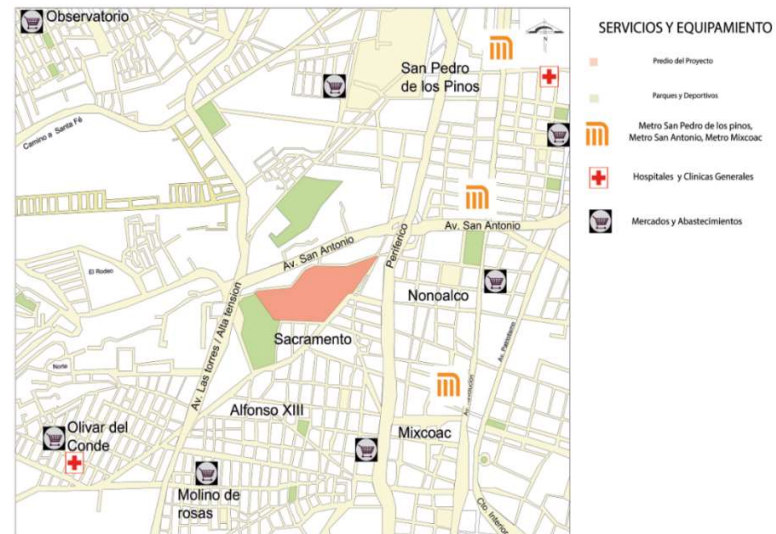 Observatorio
San Pedro
de los Pinos
Camino a Santa Fé
Av. San Antonio
Av. San Antonio
Periferico
El Rodeo
Nonoalco
Sacramento
Av. Las torres / Alta tension
Norte
Alfonso XIII
Olivar del
Conde
Mixcoac
Molino de
rosas
Cto. Interior
SERVICIOS Y EQUIPAMIENTO
Predio del Proyecto
Parques y Deportivos
Metro San Pedro de los pinos,
Metro San Antonio, Metro Mixcoac
Hospitales y Clinicas Generales
Mercados y Abastecimientos